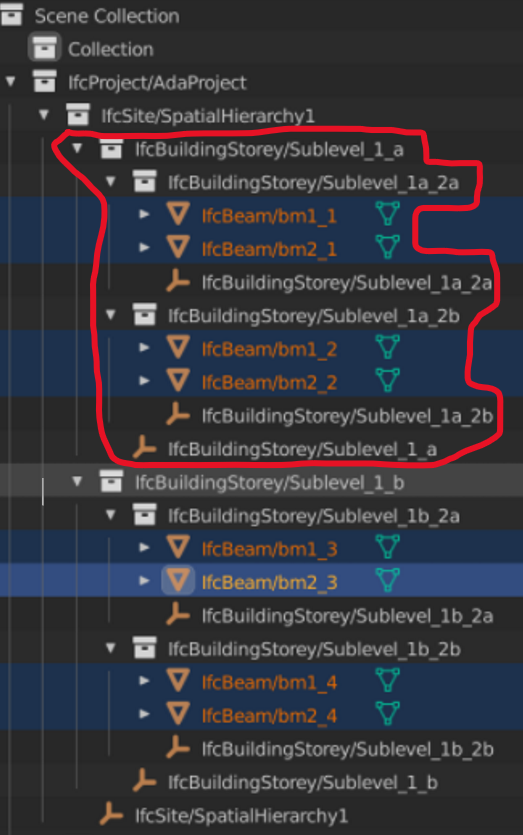 Scene Collection
Collection
IfcProject/AdaProject
IfcSite/SpatialHierarchy1
IfcBuildingStorey/Sublevel_1_a
IfcBuildingStorey/Sublevel_1a_2a
IfcBeam/bm1_1
IfcBeam/bm2_1
IfcBuildingStorey/Sublevel_1a_2a
IfcBuildingStorey/Sublevel_1a_2b
IfcBeam/bm1_2
IfcBeam/bm2_2
IfcBuildingStorey/Sublevel_1a_2b
IfcBuildingStorey/Sublevel_1_a
IfcBuildingStorey/Sublevel_1_b
IfcBuildingStorey/Sublevel_1b_2a
IfcBeam/bm1_3
IfcBeam/bm2_3
IfcBuildingStorey/Sublevel_1b_2a
IfcBuildingStorey/Sublevel_1b_2b
IfcBeam/bm1_4
IfcBeam/bm2_4
IfcBuildingStorey/Sublevel_1b_2b
IfcBuildingStorey/Sublevel_1_b
IfcSite/SpatialHierarchy1